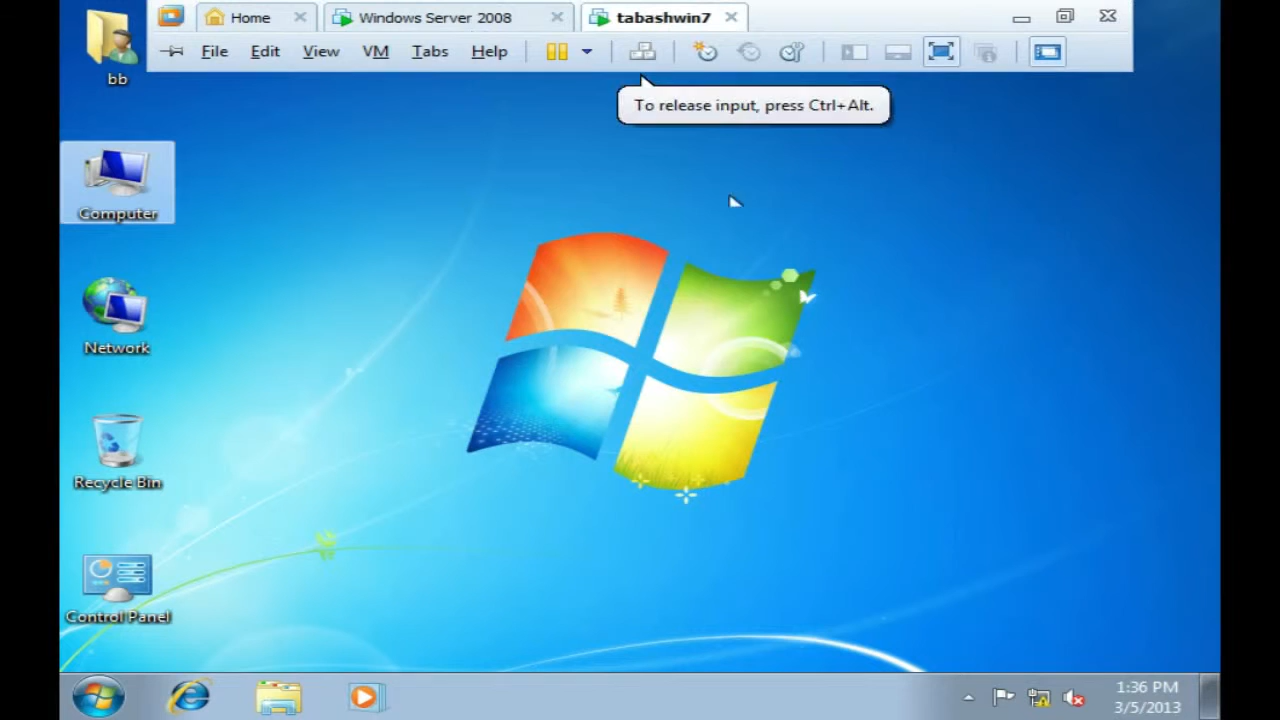 Home
Windows Server 2008
tabashwin7
File Edit View VM Tabs Help
To release input, press Ctrl+Alt.
bb
Computer
Network
Recycle Bin
Control Panel
1:36 PM
3/5/2013